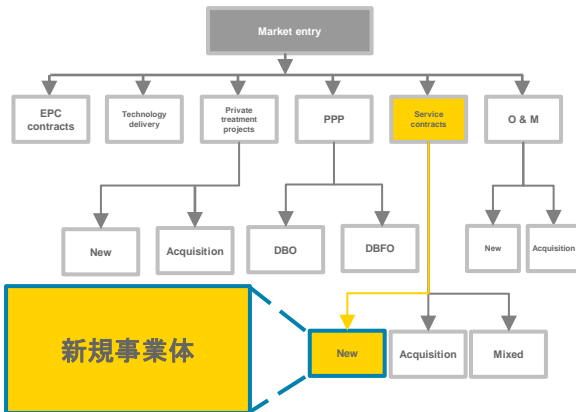 Market entry
EPC
contracts
Technology
delivery
Private
treatment
projects
PPP
Service
contracts
O & M
New
Acquisition
DBO
DBFO
New
Acquisition
新規事業体
New
Acquisition
Mixed